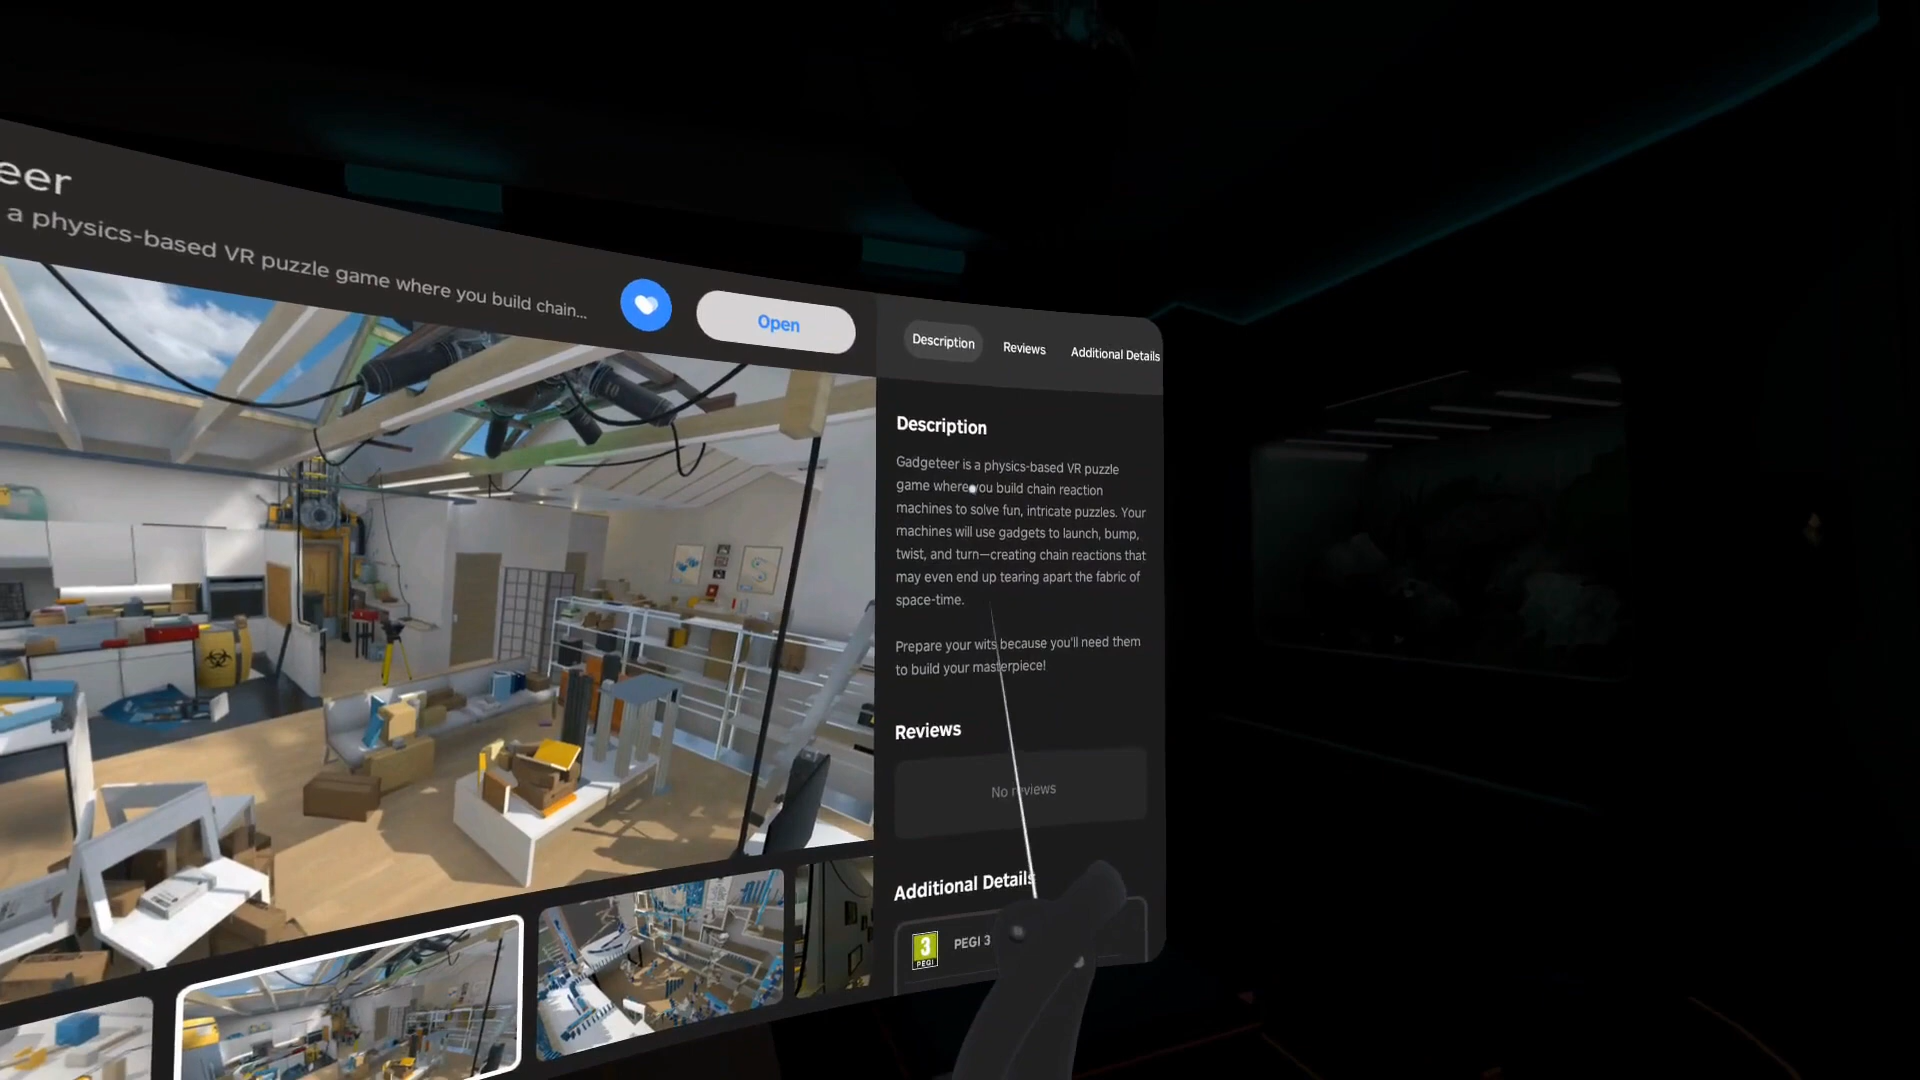 eer
a physics-based VR puzzle game where you build chain...
Open
Description
Reviews
Additional Details
Description
Gadgeteer is a physics-based VR puzzle
game where you build chain reaction
machines to solve fun, intricate puzzles. Your
machines will use gadgets to launch, bump,
twist, and turn—creating chain reactions that
may even end up tearing apart the fabric of
space-time.
Prepare your wits because you'll need them
to build your masterpiece!
Reviews
No reviews
Additional Details
3
PEGI
PEGI 3